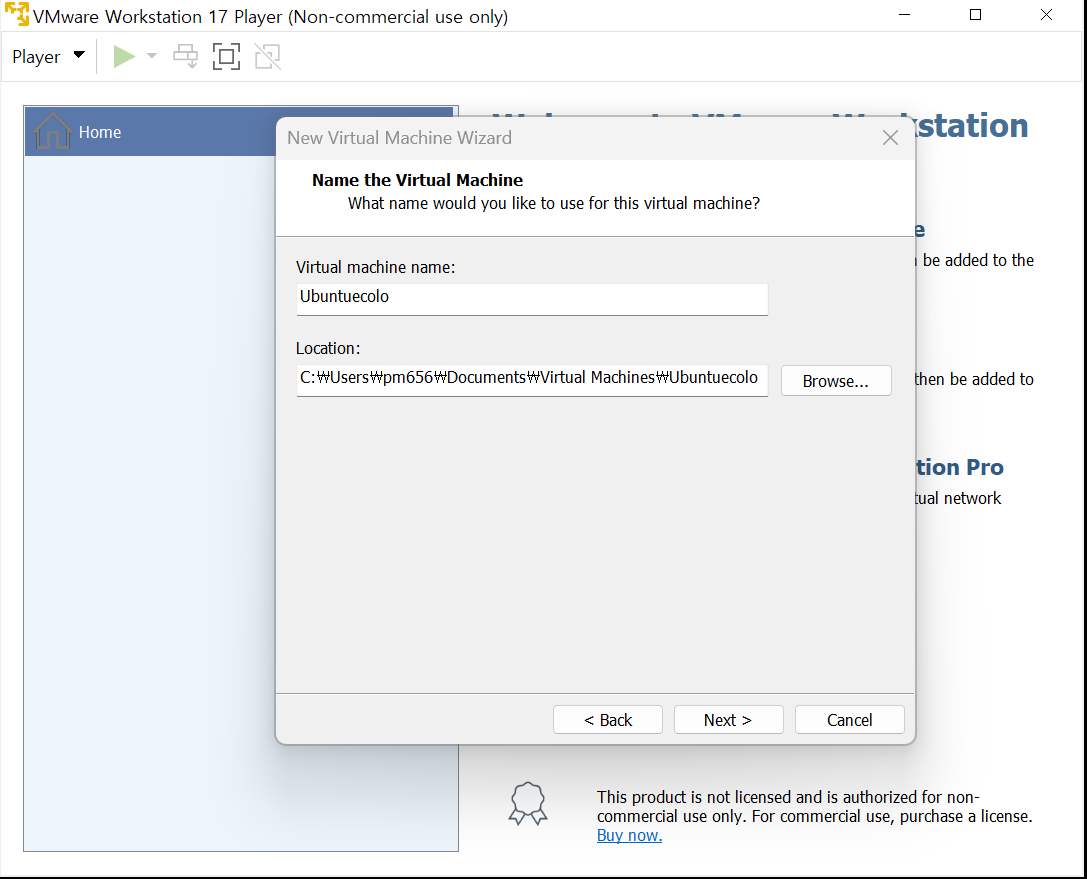 VMware Workstation 17 Player (Non-commercial use only)
Player
Home
kstation
New Virtual Machine Wizard
Name the Virtual Machine
What name would you like to use for this virtual machine?
e
be added to the
Virtual machine name:
Ubuntuecolo
Location:
C:₩Users₩pm656₩Documents₩Virtual Machines₩Ubuntuecolo
Browse...
then be added to
tion Pro
tual network
< Back
Next >
Cancel
This product is not licensed and is authorized for non-
commercial use only. For commercial use, purchase a license.
Buy now.